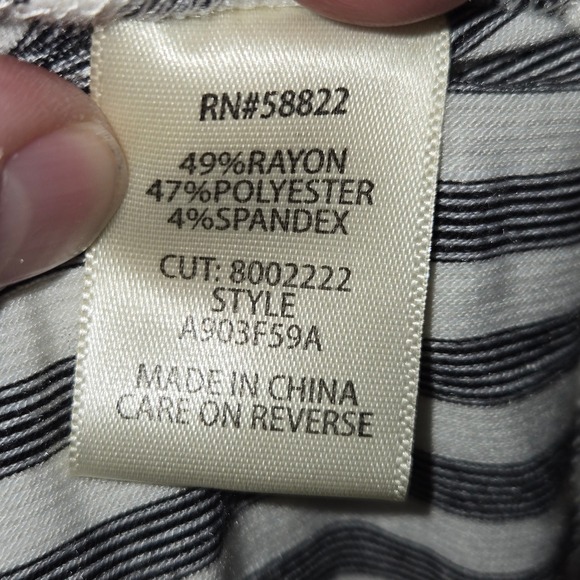 RN#58822
49%RAYON
47%POLYESTER
4%SPANDEX
CUT: 8002222
STYLE
A903F59A
MADE IN CHINA
CARE ON REVERSE